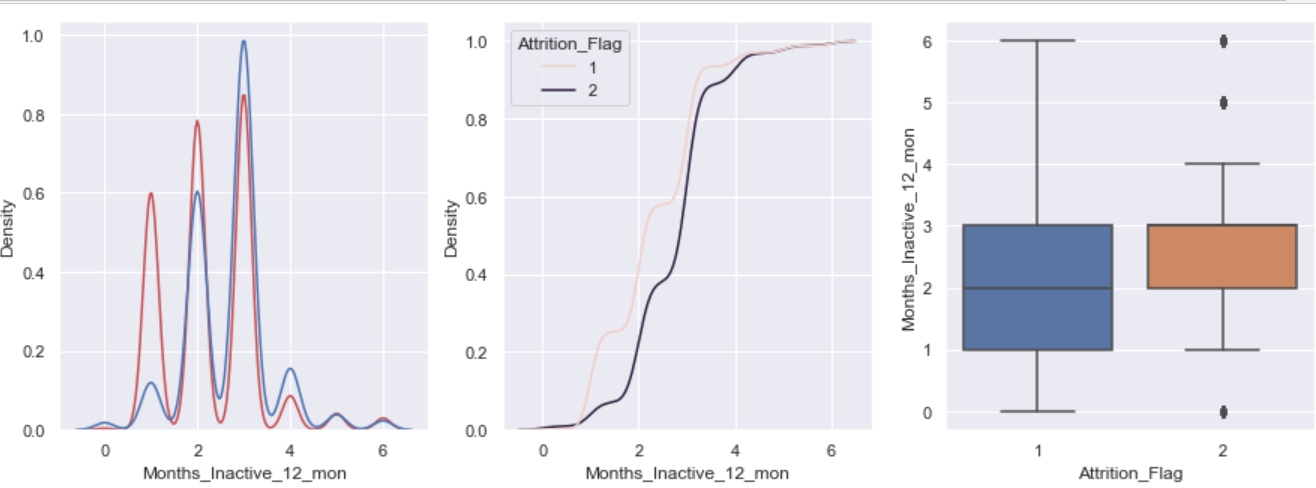 1.0
0.8
0.6
0.4
0.2
0.0
Density
0 2 4 6
Months_Inactive_12_mon
Attrition_Flag
1
2
1.0
0.8
0.6
0.4
0.2
0.0
Density
0 2 4 6
Months_Inactive_12_mon
6
5
4
3
2
1
0
Months_Inactive_12_mon
1 2
Attrition_Flag